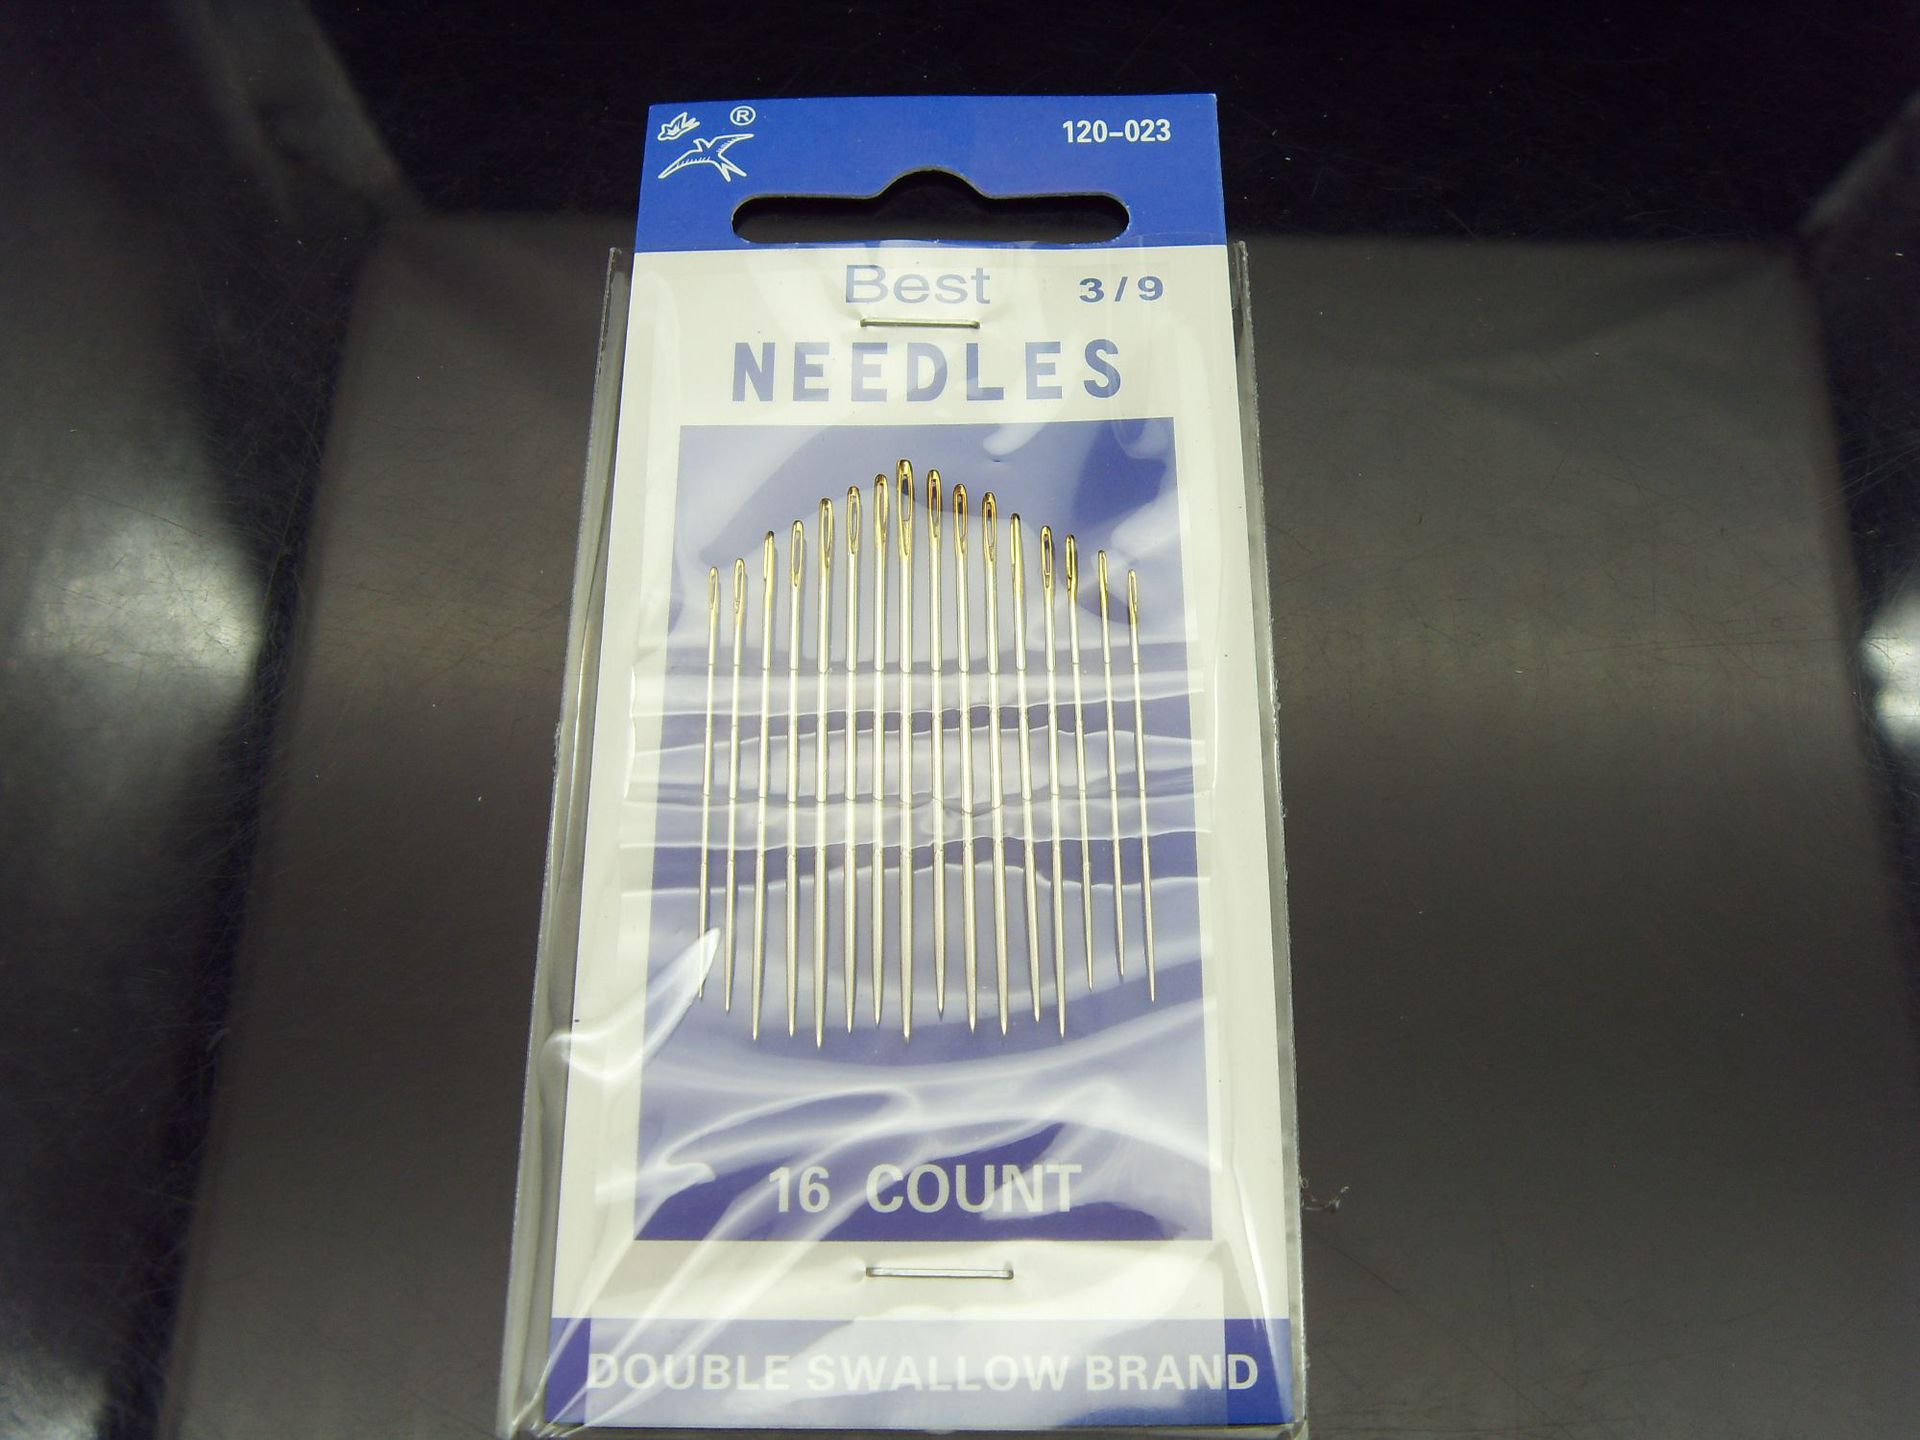 ®
120-023
Best 3/9
NEEDLES
16 COUNT
DOUBLE SWALLOW BRAND